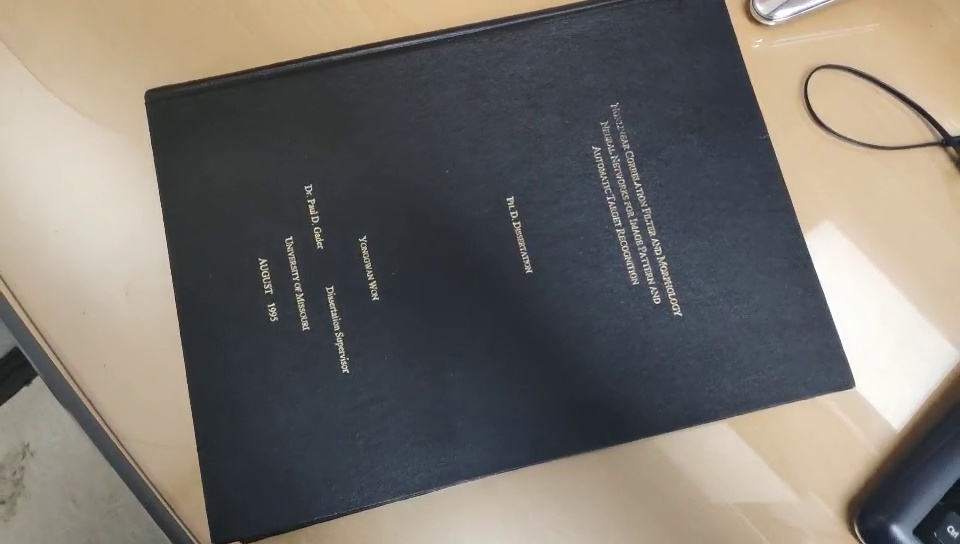 NONLINEAR CORRELATION FILTER AND MORPHOLOGY
NEURAL NETWORKS FOR IMAGE PATTERN AND
AUTOMATIC TARGET RECOGNITION
PH. D. DISSERTATION
YONGGWAN WON
Dr. Paul D. Gader Dissertation Supervisor
UNIVERSITY OF MISSOURI
AUGUST 1995